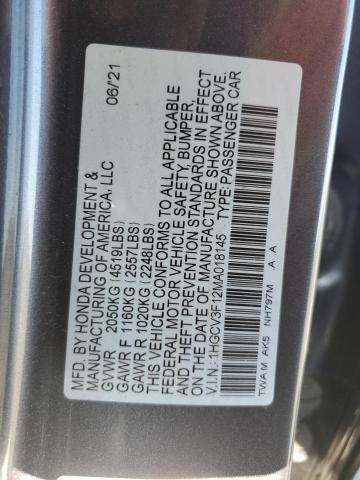 MFD. BY HONDA DEVELOPMENT &
MANUFACTURING OF AMERICA, LLC 06/21
GVWR 2050KG (4519LBS)
GAWR F 1160KG (2557LBS)
GAWR R 1020KG (2248LBS)
THIS VEHICLE CONFORMS TO ALL APPLICABLE
FEDERAL MOTOR VEHICLE SAFETY, BUMPER,
AND THEFT PREVENTION STANDARDS IN EFFECT
ON THE DATE OF MANUFACTURE SHOWN ABOVE.
V.I.N.:1HGCV3F12MA018145 TYPE:PASSENGER CAR
TWA M AK5 NH797M A A